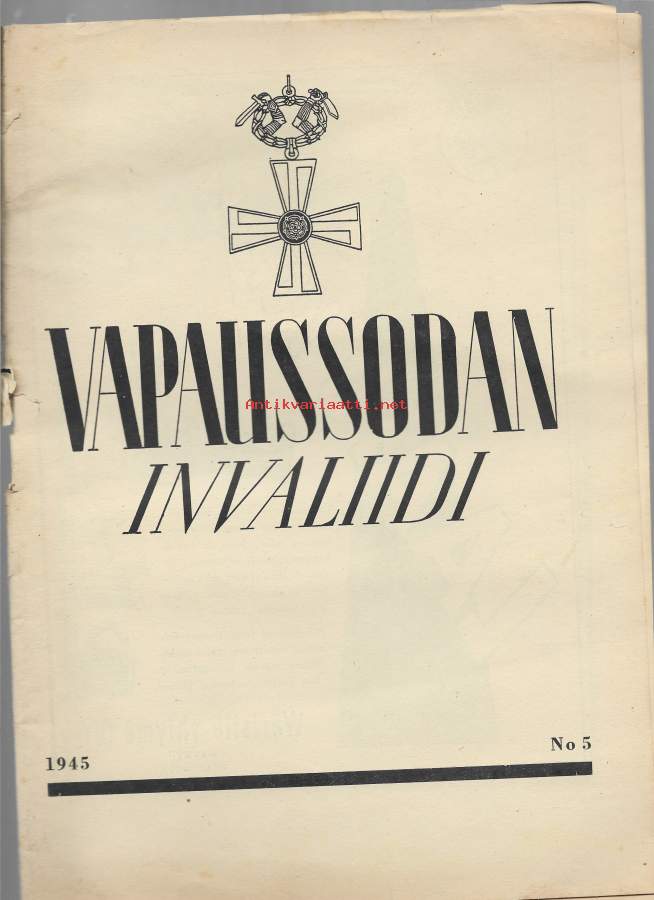 VAPAUSSODAN
Antikvariaatti.net
INVALIIDI
No 5
1945